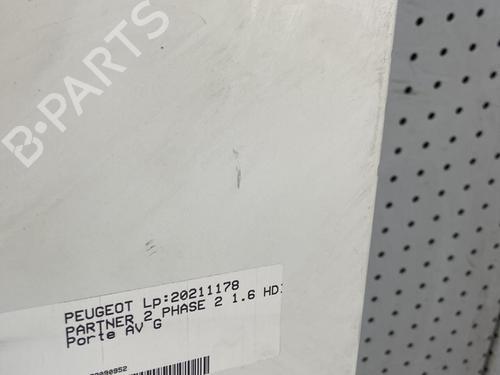 B-PARTS
PEUGEOT Lp:20211178
PARTNER 2 PHASE 2 1.6 HD
Porte AV G